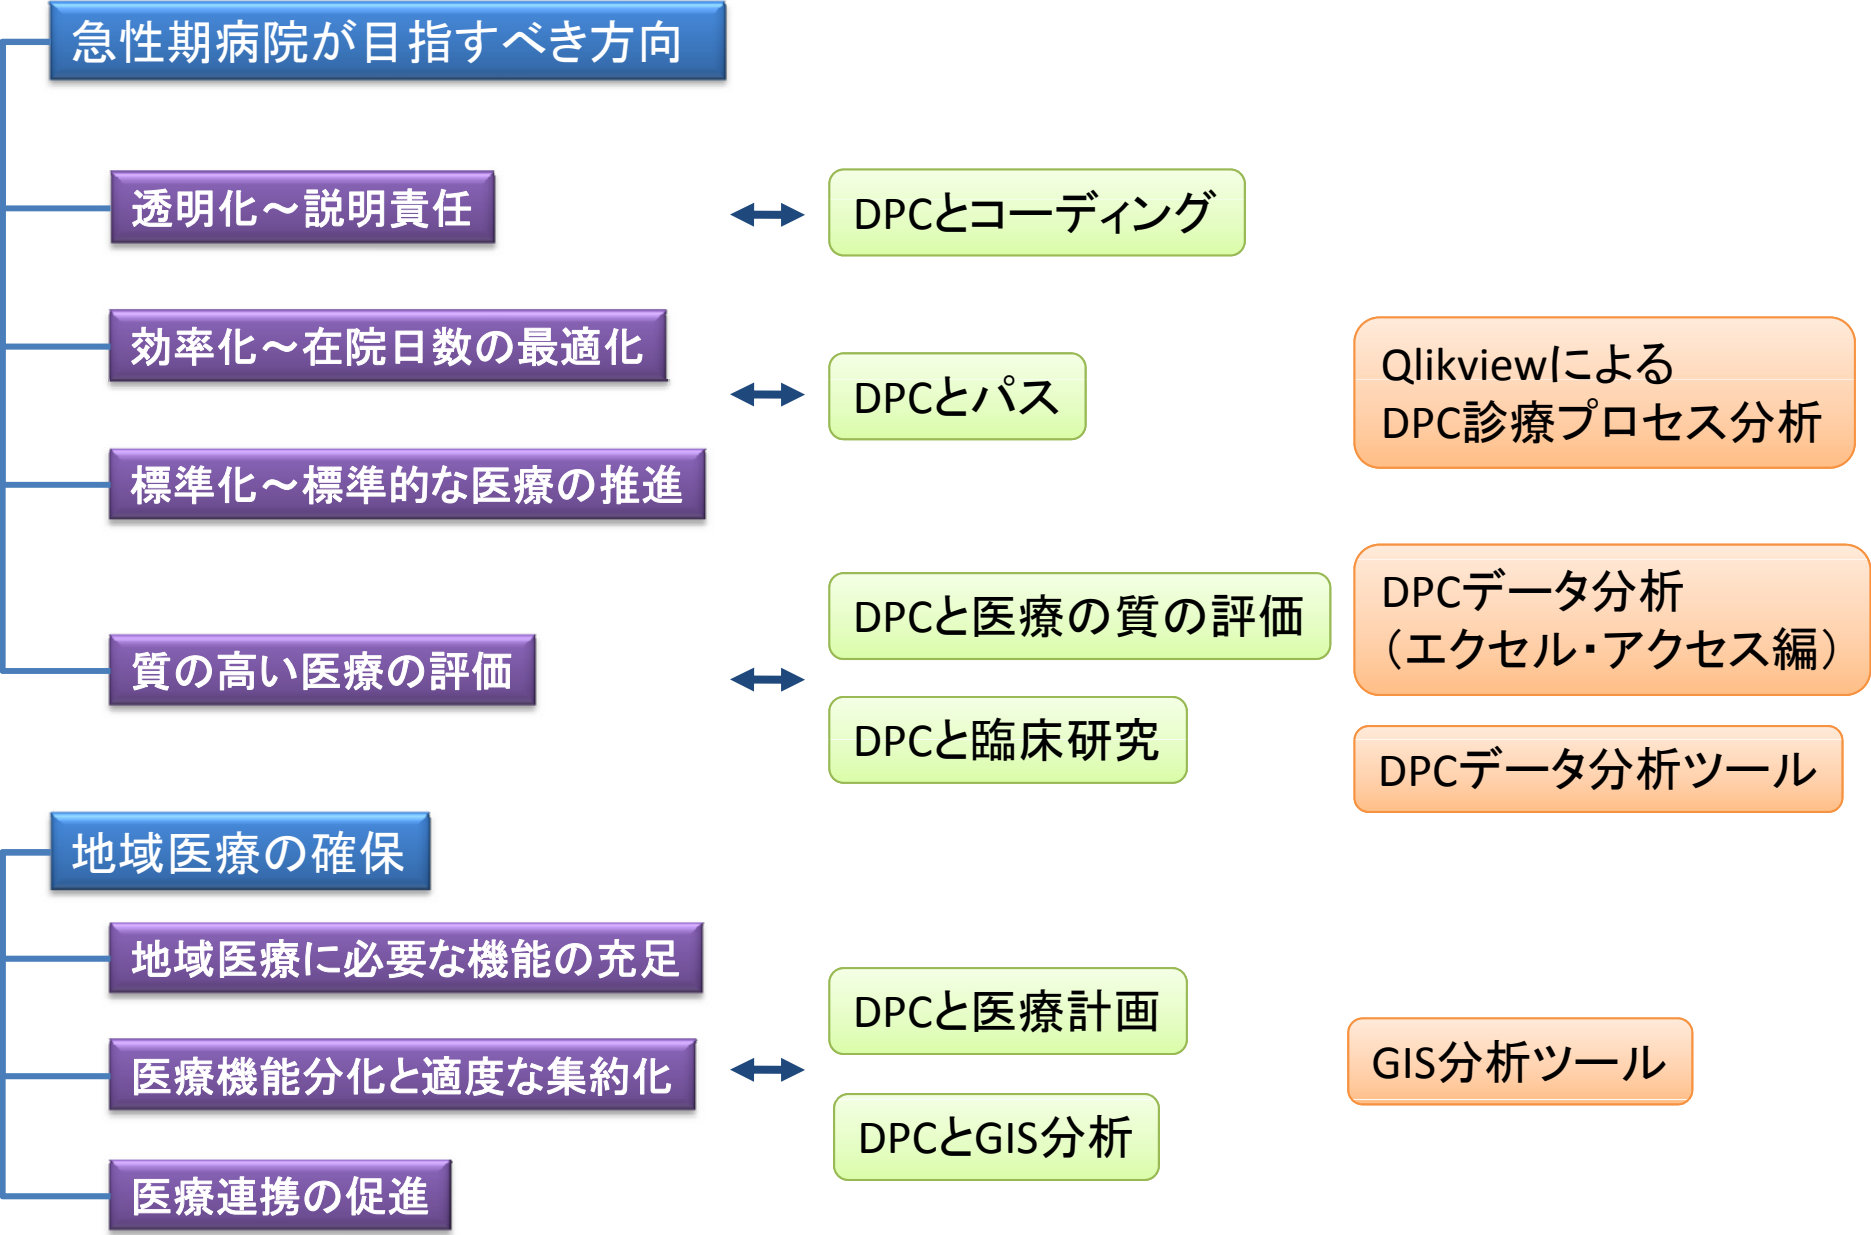 急性期病院が目指すべき方向
透明化～説明責任
DPCとコーディング
効率化～在院日数の最適化
DPCとパス
Qlikviewによる
DPC診療プロセス分析
標準化～標準的な医療の推進
DPCと医療の質の評価
DPCデータ分析
（エクセル・アクセス編）
質の高い医療の評価
DPCと臨床研究
DPCデータ分析ツール
地域医療の確保
地域医療に必要な機能の充足
DPCと医療計画
医療機能分化と適度な集約化
GIS分析ツール
DPCとGIS分析
医療連携の促進